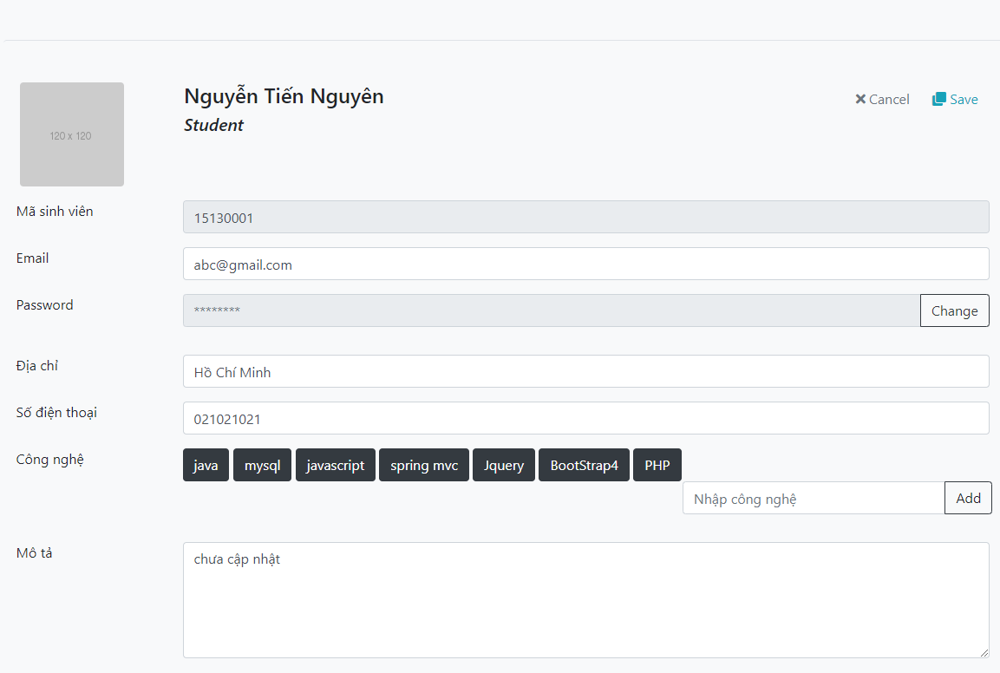 120 x 120
Nguyễn Tiến Nguyên
Cancel Save
Student
Mã sinh viên 15130001
Email abc@gmail.com
Password ******** Change
Địa chỉ Hồ Chí Minh
Số điện thoại 021021021
Công nghệ java mysql javascript spring mvc Jquery BootStrap4 PHP
Nhập công nghệ Add
Mô tả chưa cập nhật